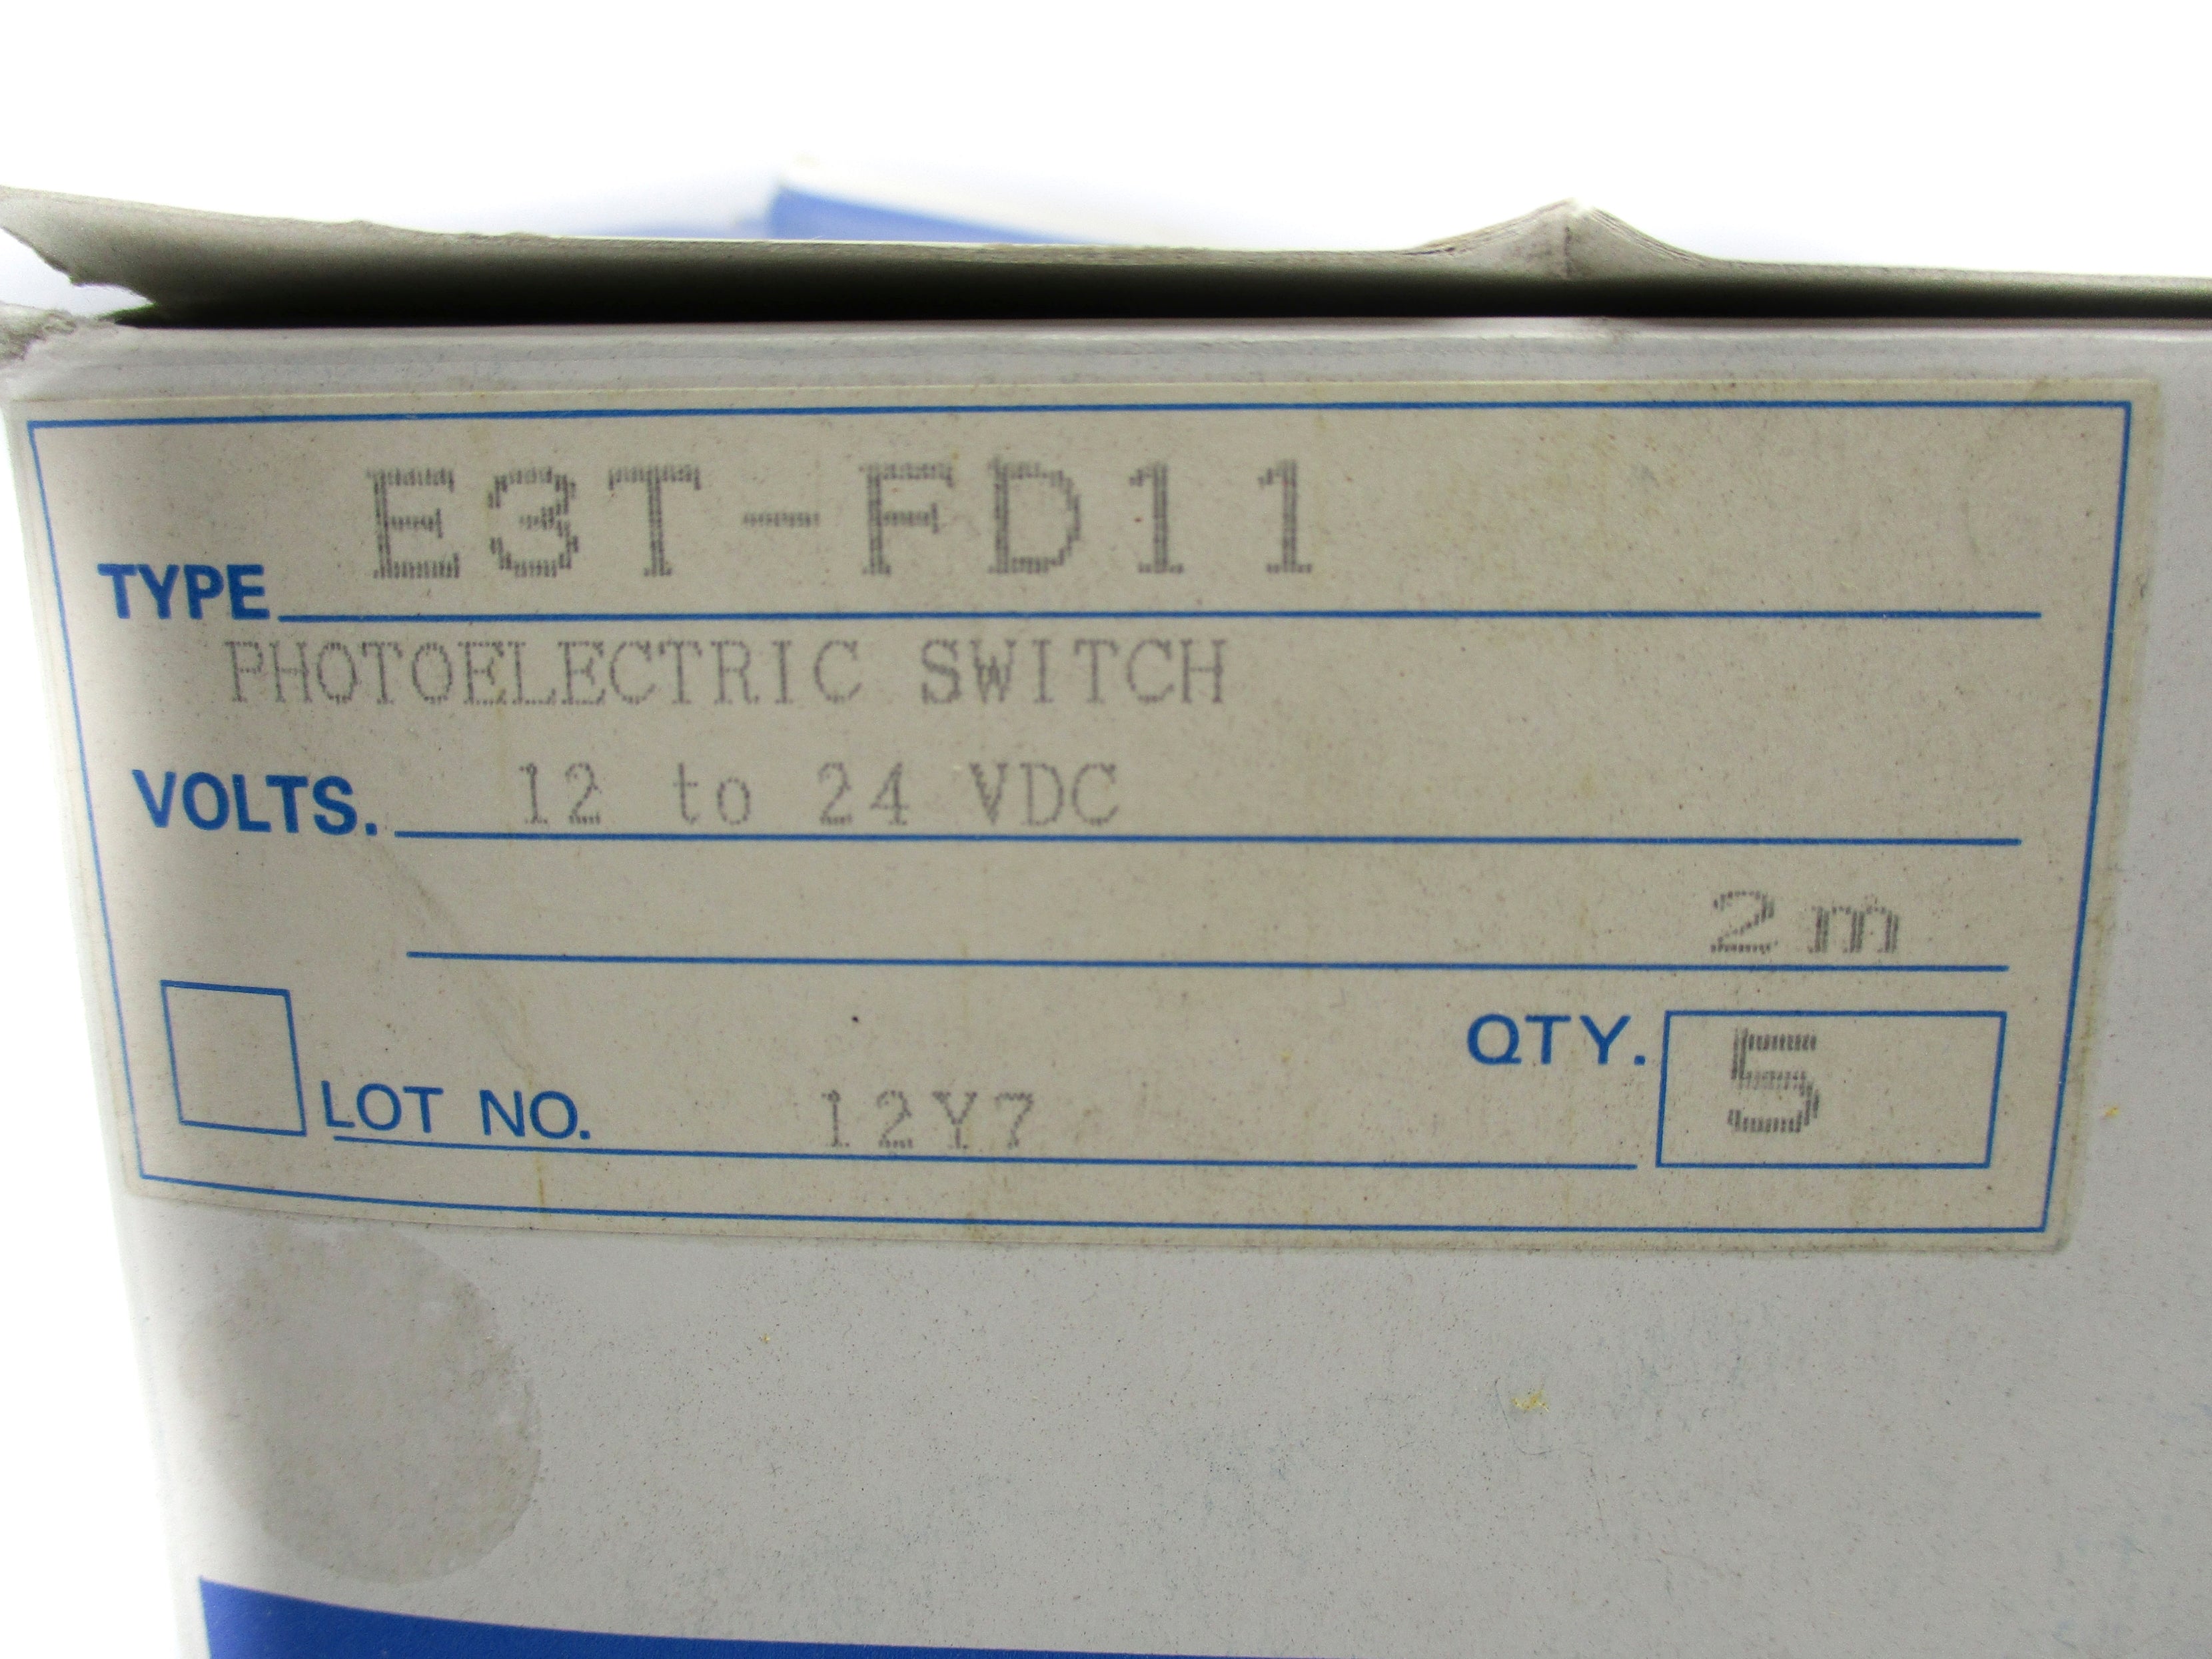 TYPE E3T-FD11
PHOTOELECTRIC SWITCH
VOLTS. 12 to 24 VDC
2m
QTY. 5
LOT NO. 12Y7